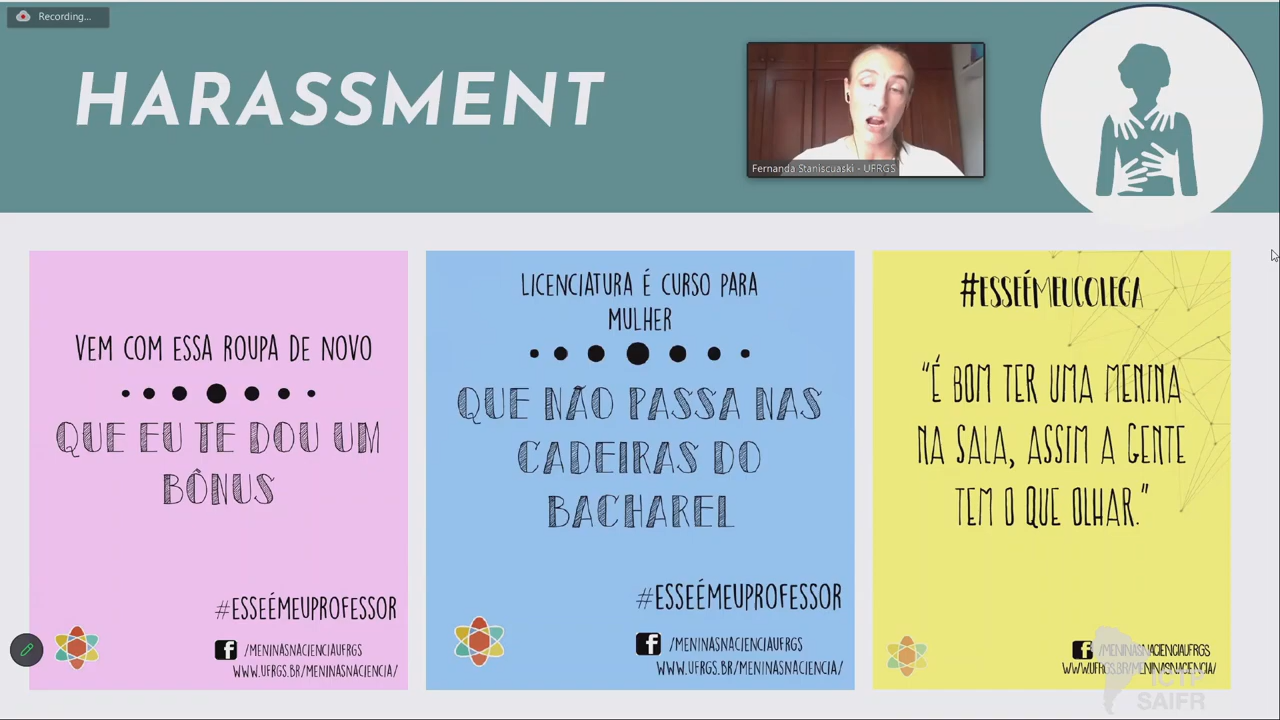 Recording...
HARASSMENT
Fernanda Staniscuaski - UFRGS
VEM COM ESSA ROUPA DE NOVO
QUE EU TE DOU UM
BÔNUS
#ESSEÉMEUPROFESSOR
/MENINASNACIENCIAUFRGS
WWW.UFRGS.BR/MENINASNACIENCIA/
LICENCIATURA É CURSO PARA
MULHER
QUE NÃO PASSA NAS
CADEIRAS DO
BACHAREL
#ESSEÉMEUPROFESSOR
/MENINASNACIENCIAUFRGS
WWW.UFRGS.BR/MENINASNACIENCIA/
#ESSEÉMEUCOLEGA
"É BOM TER UMA MENINA
NA SALA, ASSIM A GENTE
TEM O QUE OLHAR."
/MENINASNACIENCIAUFRGS
WWW.UFRGS.BR/MENINASNACIENCIA/
ICTP
SAIFR